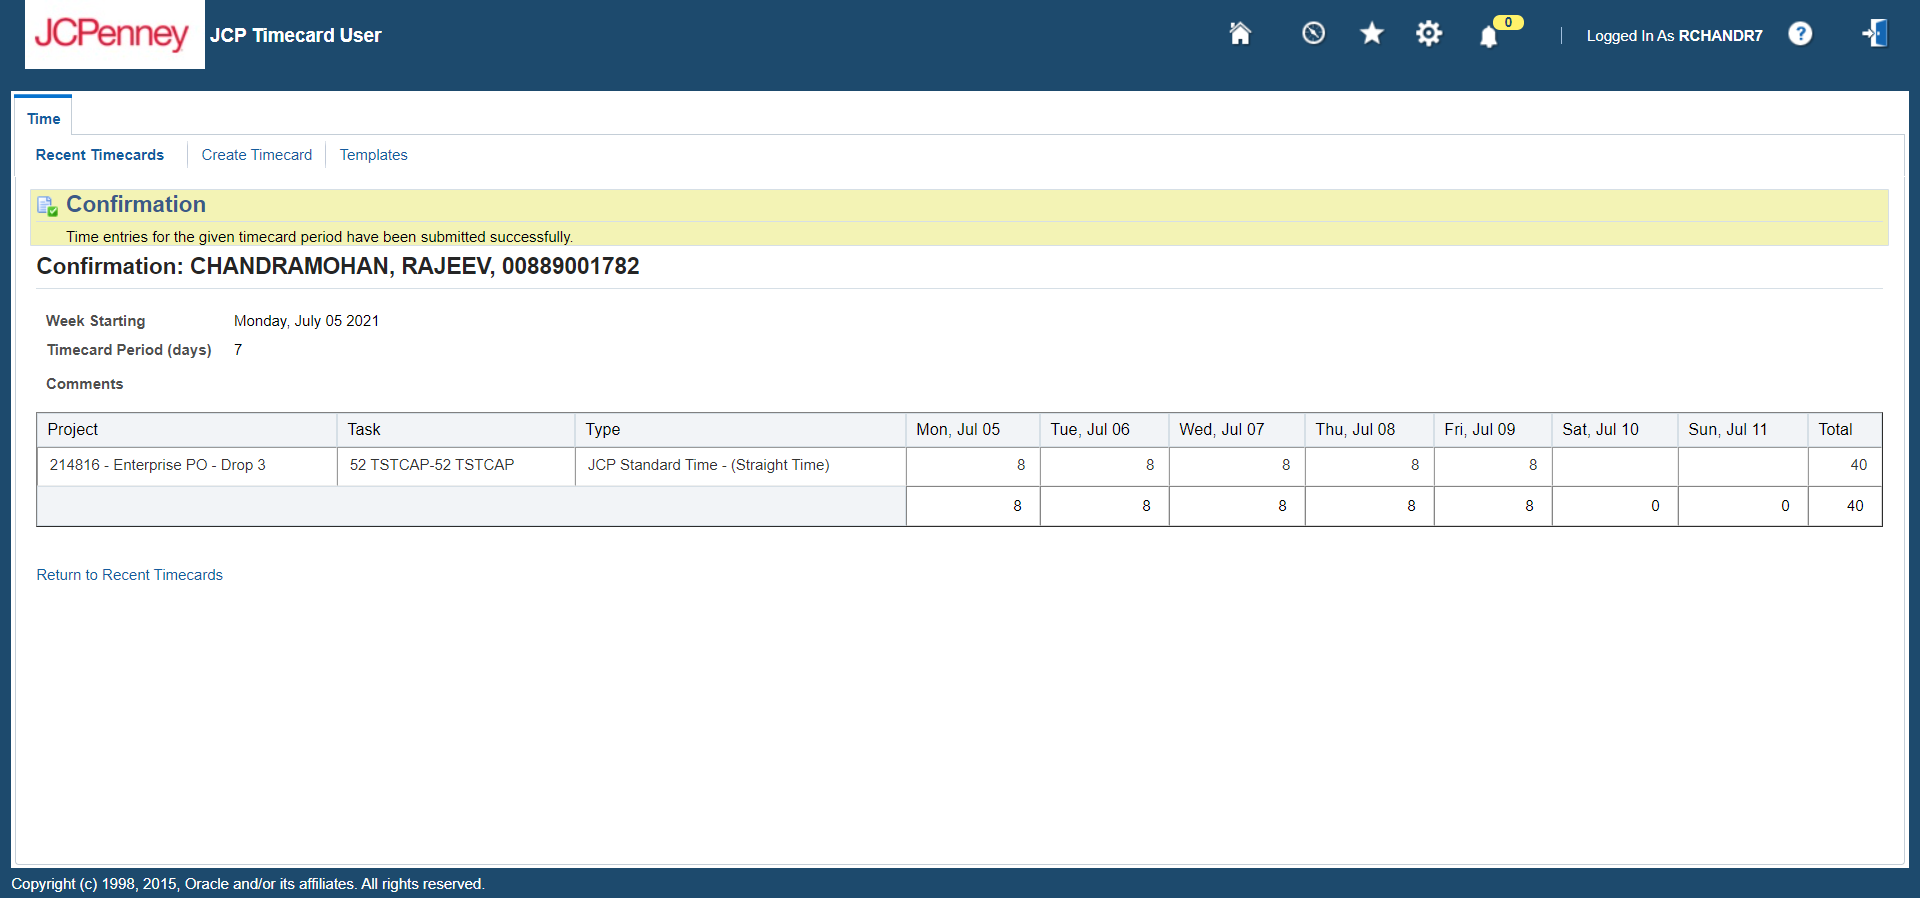 JCPenney JCP Timecard User 0 Logged In As RCHANDR7 ?
Time
Recent Timecards Create Timecard Templates
Confirmation
Time entries for the given timecard period have been submitted successfully.
Confirmation: CHANDRAMOHAN, RAJEEV, 00889001782
Week Starting Monday, July 05 2021
Timecard Period (days) 7
Comments
Project Task Type Mon, Jul 05 Tue, Jul 06 Wed, Jul 07 Thu, Jul 08 Fri, Jul 09 Sat, Jul 10 Sun, Jul 11 Total
214816 - Enterprise PO - Drop 3 52 TSTCAP-52 TSTCAP JCP Standard Time - (Straight Time) 8 8 8 8 8 40
8 8 8 8 8 0 0 40
Return to Recent Timecards
Copyright (c) 1998, 2015, Oracle and/or its affiliates. All rights reserved.